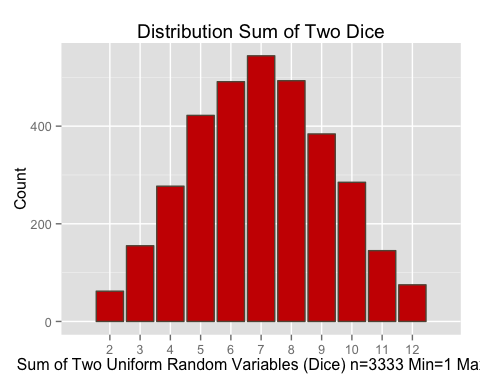 Distribution Sum of Two Dice
Count
400
200
0
2 3 4 5 6 7 8 9 10 11 12
Sum of Two Uniform Random Variables (Dice) n=3333 Min=1